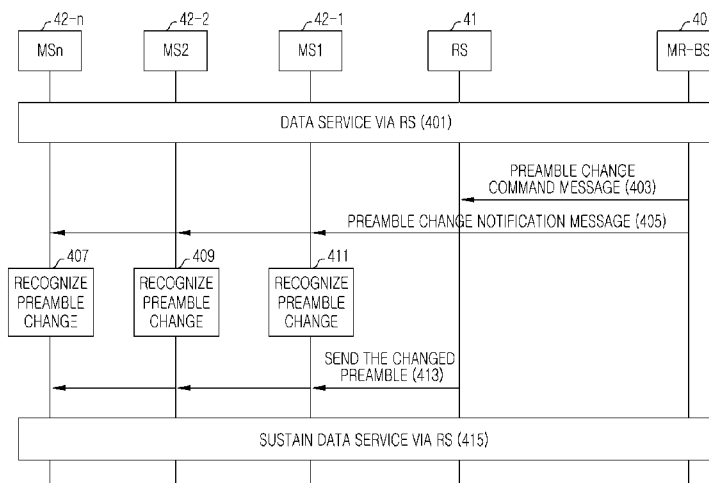 42-n
42-2
42-1
41
40
MSn
MS2
MS1
RS
MR-BS
DATA SERVICE VIA RS (401)
PREAMBLE CHANGE
COMMAND MESSAGE (403)
PREAMBLE CHANGE NOTIFICATION MESSAGE (405)
407
409
411
RECOGNIZE
PREAMBLE
CHANGE
RECOGNIZE
PREAMBLE
CHANGE
RECOGNIZE
PREAMBLE
CHANGE
SEND THE CHANGED
PREAMBLE (413)
SUSTAIN DATA SERVICE VIA RS (415)